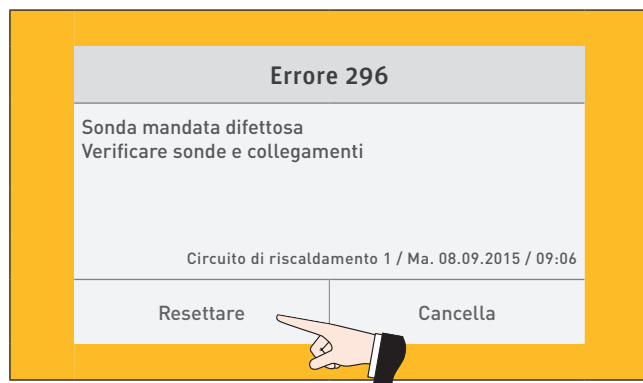 Errore 296
Sonda mandata difettosa
Verificare sonde e collegamenti
Circuito di riscaldamento 1 / Ma. 08.09.2015 / 09:06
Resettare
Cancella